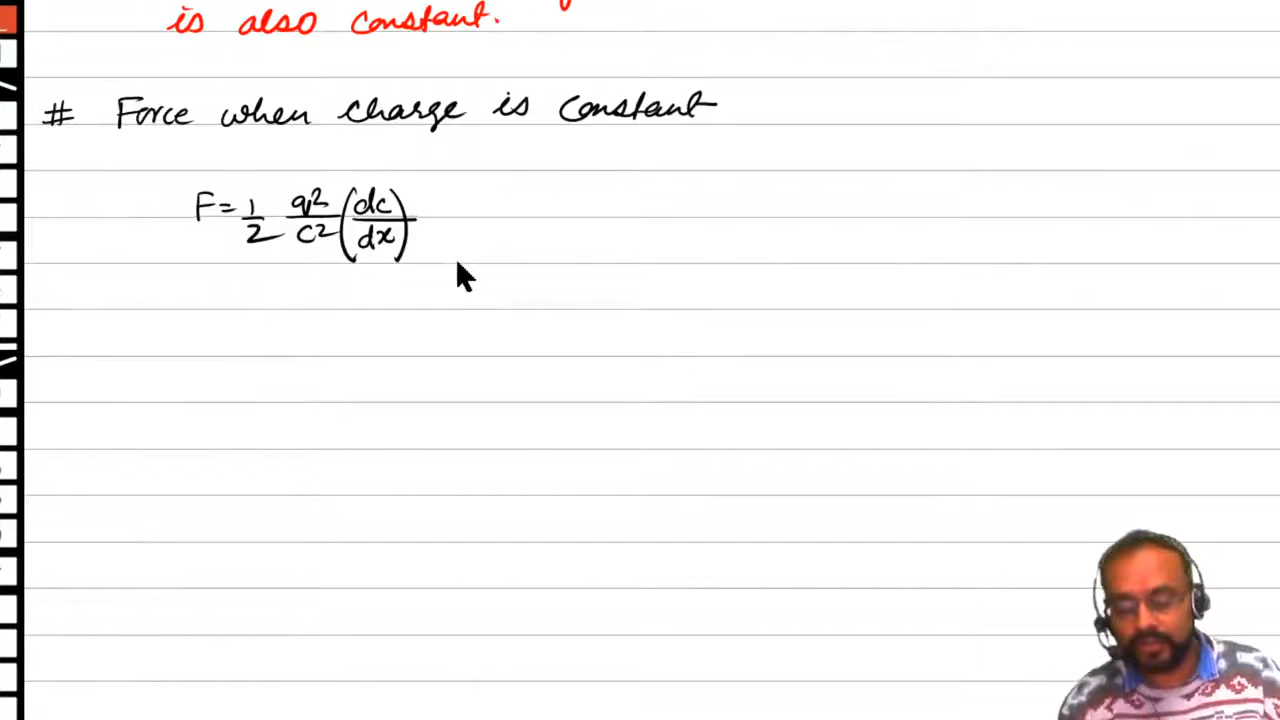 is also constant.
# Force when charge is constant
F = 1/2 q²/c² (dc/dx)